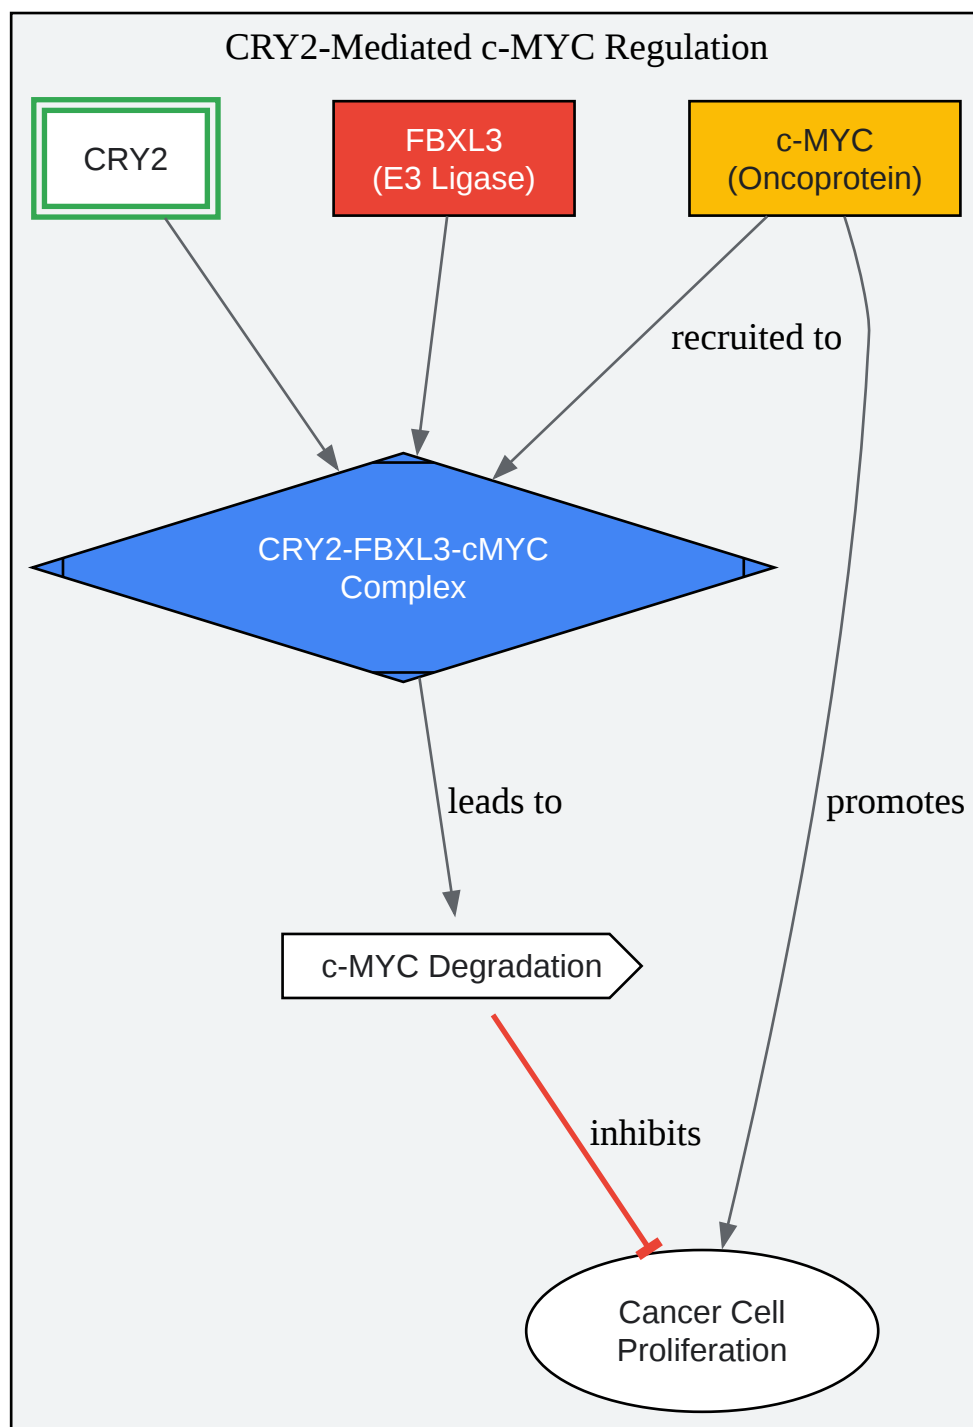 CRY2-Mediated c-MYC Regulation
CRY2
FBXL3
(E3 Ligase)
c-MYC
(Oncoprotein)
recruited to
CRY2-FBXL3-cMYC
Complex
leads to
promotes
c-MYC Degradation
inhibits
Cancer Cell
Proliferation